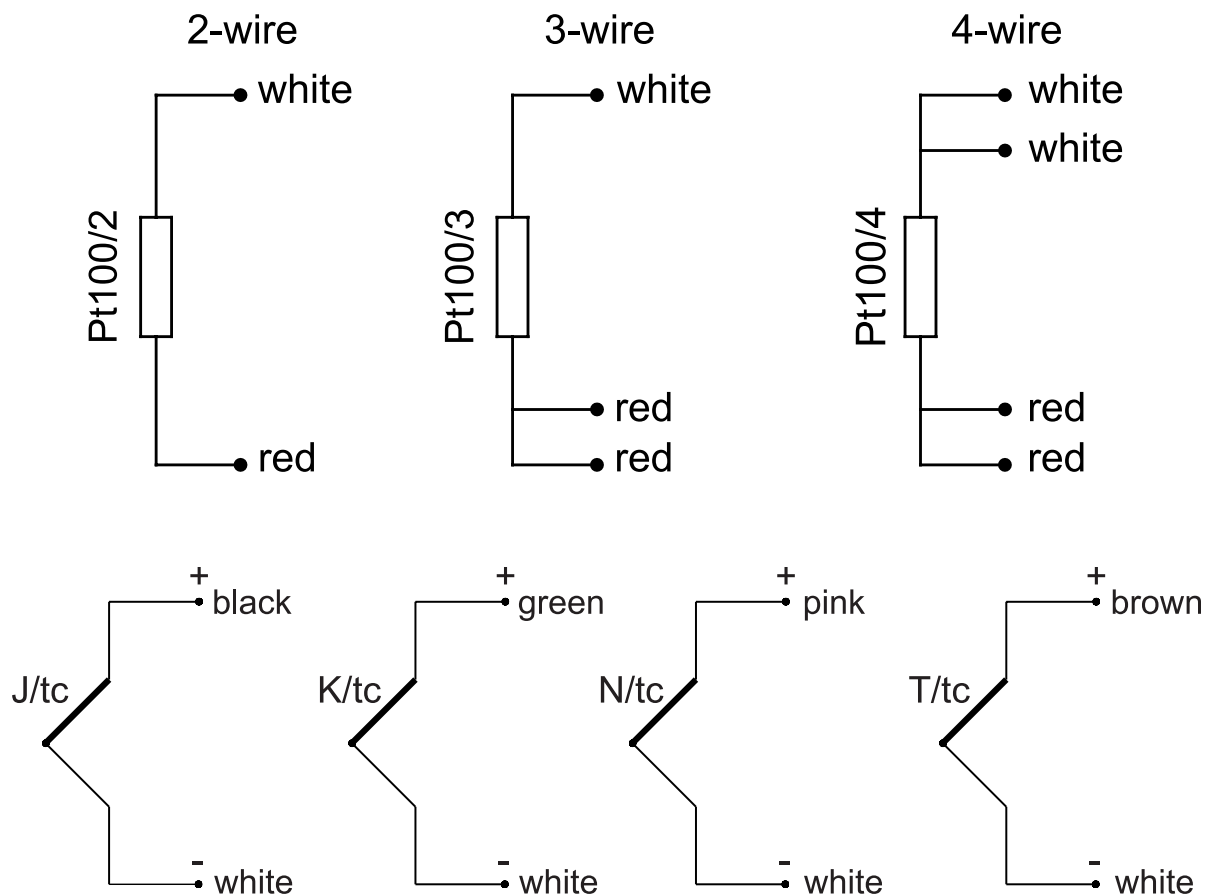 2-wire 3-wire 4-wire
white white white
white
Pt100/2 Pt100/3 Pt100/4
red red
red red red
+ + + +
black green pink brown
J/tc K/tc N/tc T/tc
- - - -
white white white white